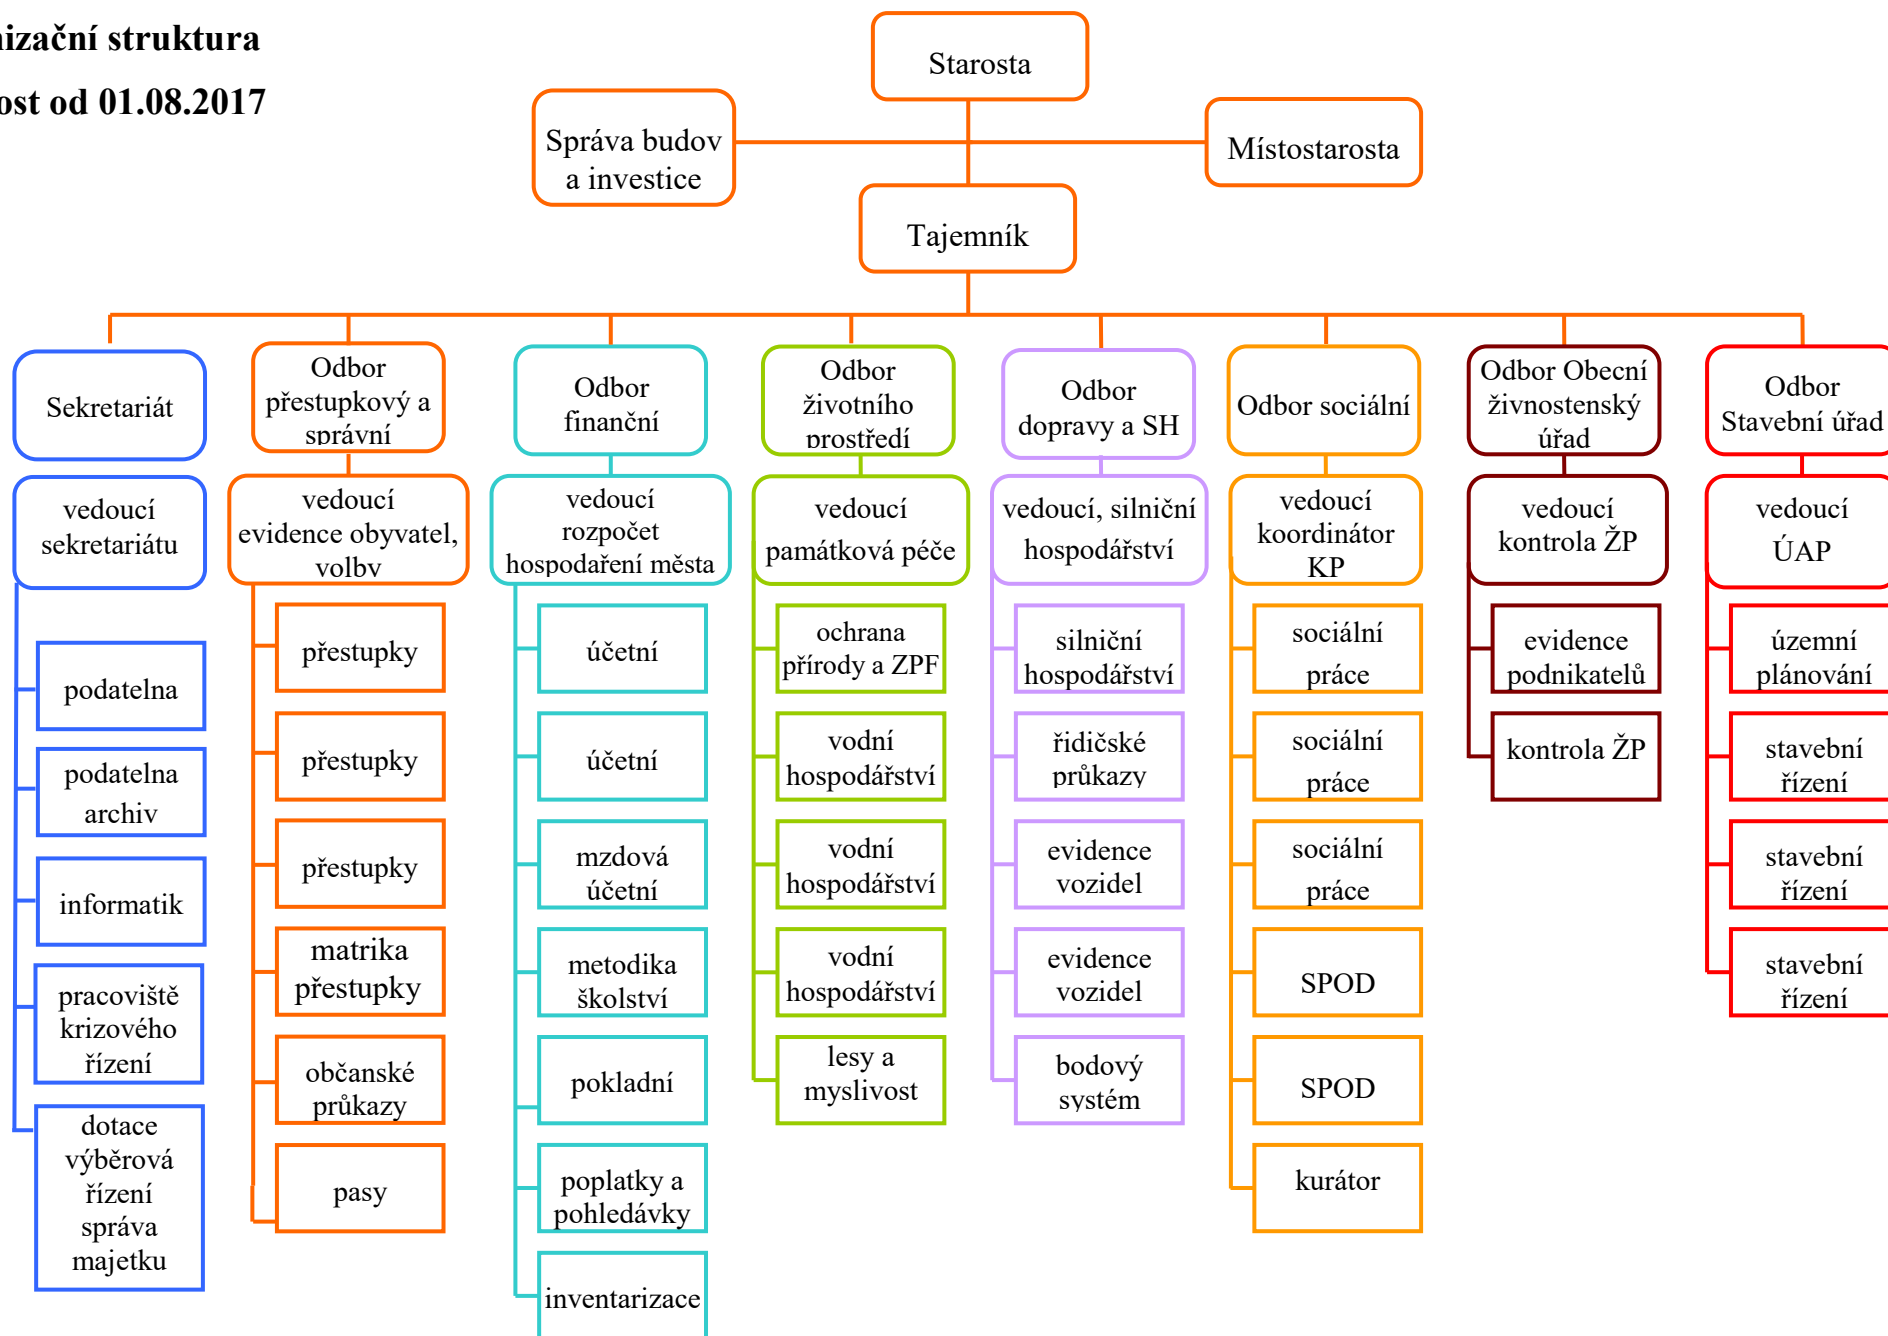 nizační struktura
ost od 01.08.2017
Starosta
Správa budov
a investice
Místostarosta
Tajemník
Sekretariát
Odbor
přestupkový a
správní
Odbor
finanční
Odbor
životního
prostředí
Odbor
dopravy a SH
Odbor sociální
Odbor Obecní
živnostenský
úřad
Odbor
Stavební úřad
vedoucí
sekretariátu
vedoucí
evidence obyvatel,
volby
vedoucí
rozpočet
hospodaření města
vedoucí
památková péče
vedoucí, silniční
hospodářství
vedoucí
koordinátor
KP
vedoucí
kontrola ŽP
vedoucí
ÚAP
podatelna
podatelna
archiv
informatik
pracoviště
krizového
řízení
dotace
výběrová
řízení
správa
majetku
přestupky
přestupky
přestupky
matrika
přestupky
občanské
průkazy
pasy
účetní
účetní
mzdová
účetní
metodika
školství
pokladní
poplatky a
pohledávky
inventarizace
ochrana
přírody a ZPF
vodní
hospodářství
vodní
hospodářství
vodní
hospodářství
lesy a
myslivost
silniční
hospodářství
řidičské
průkazy
evidence
vozidel
evidence
vozidel
bodový
systém
sociální
práce
sociální
práce
sociální
práce
SPOD
SPOD
kurátor
evidence
podnikatelů
kontrola ŽP
územní
plánování
stavební
řízení
stavební
řízení
stavební
řízení